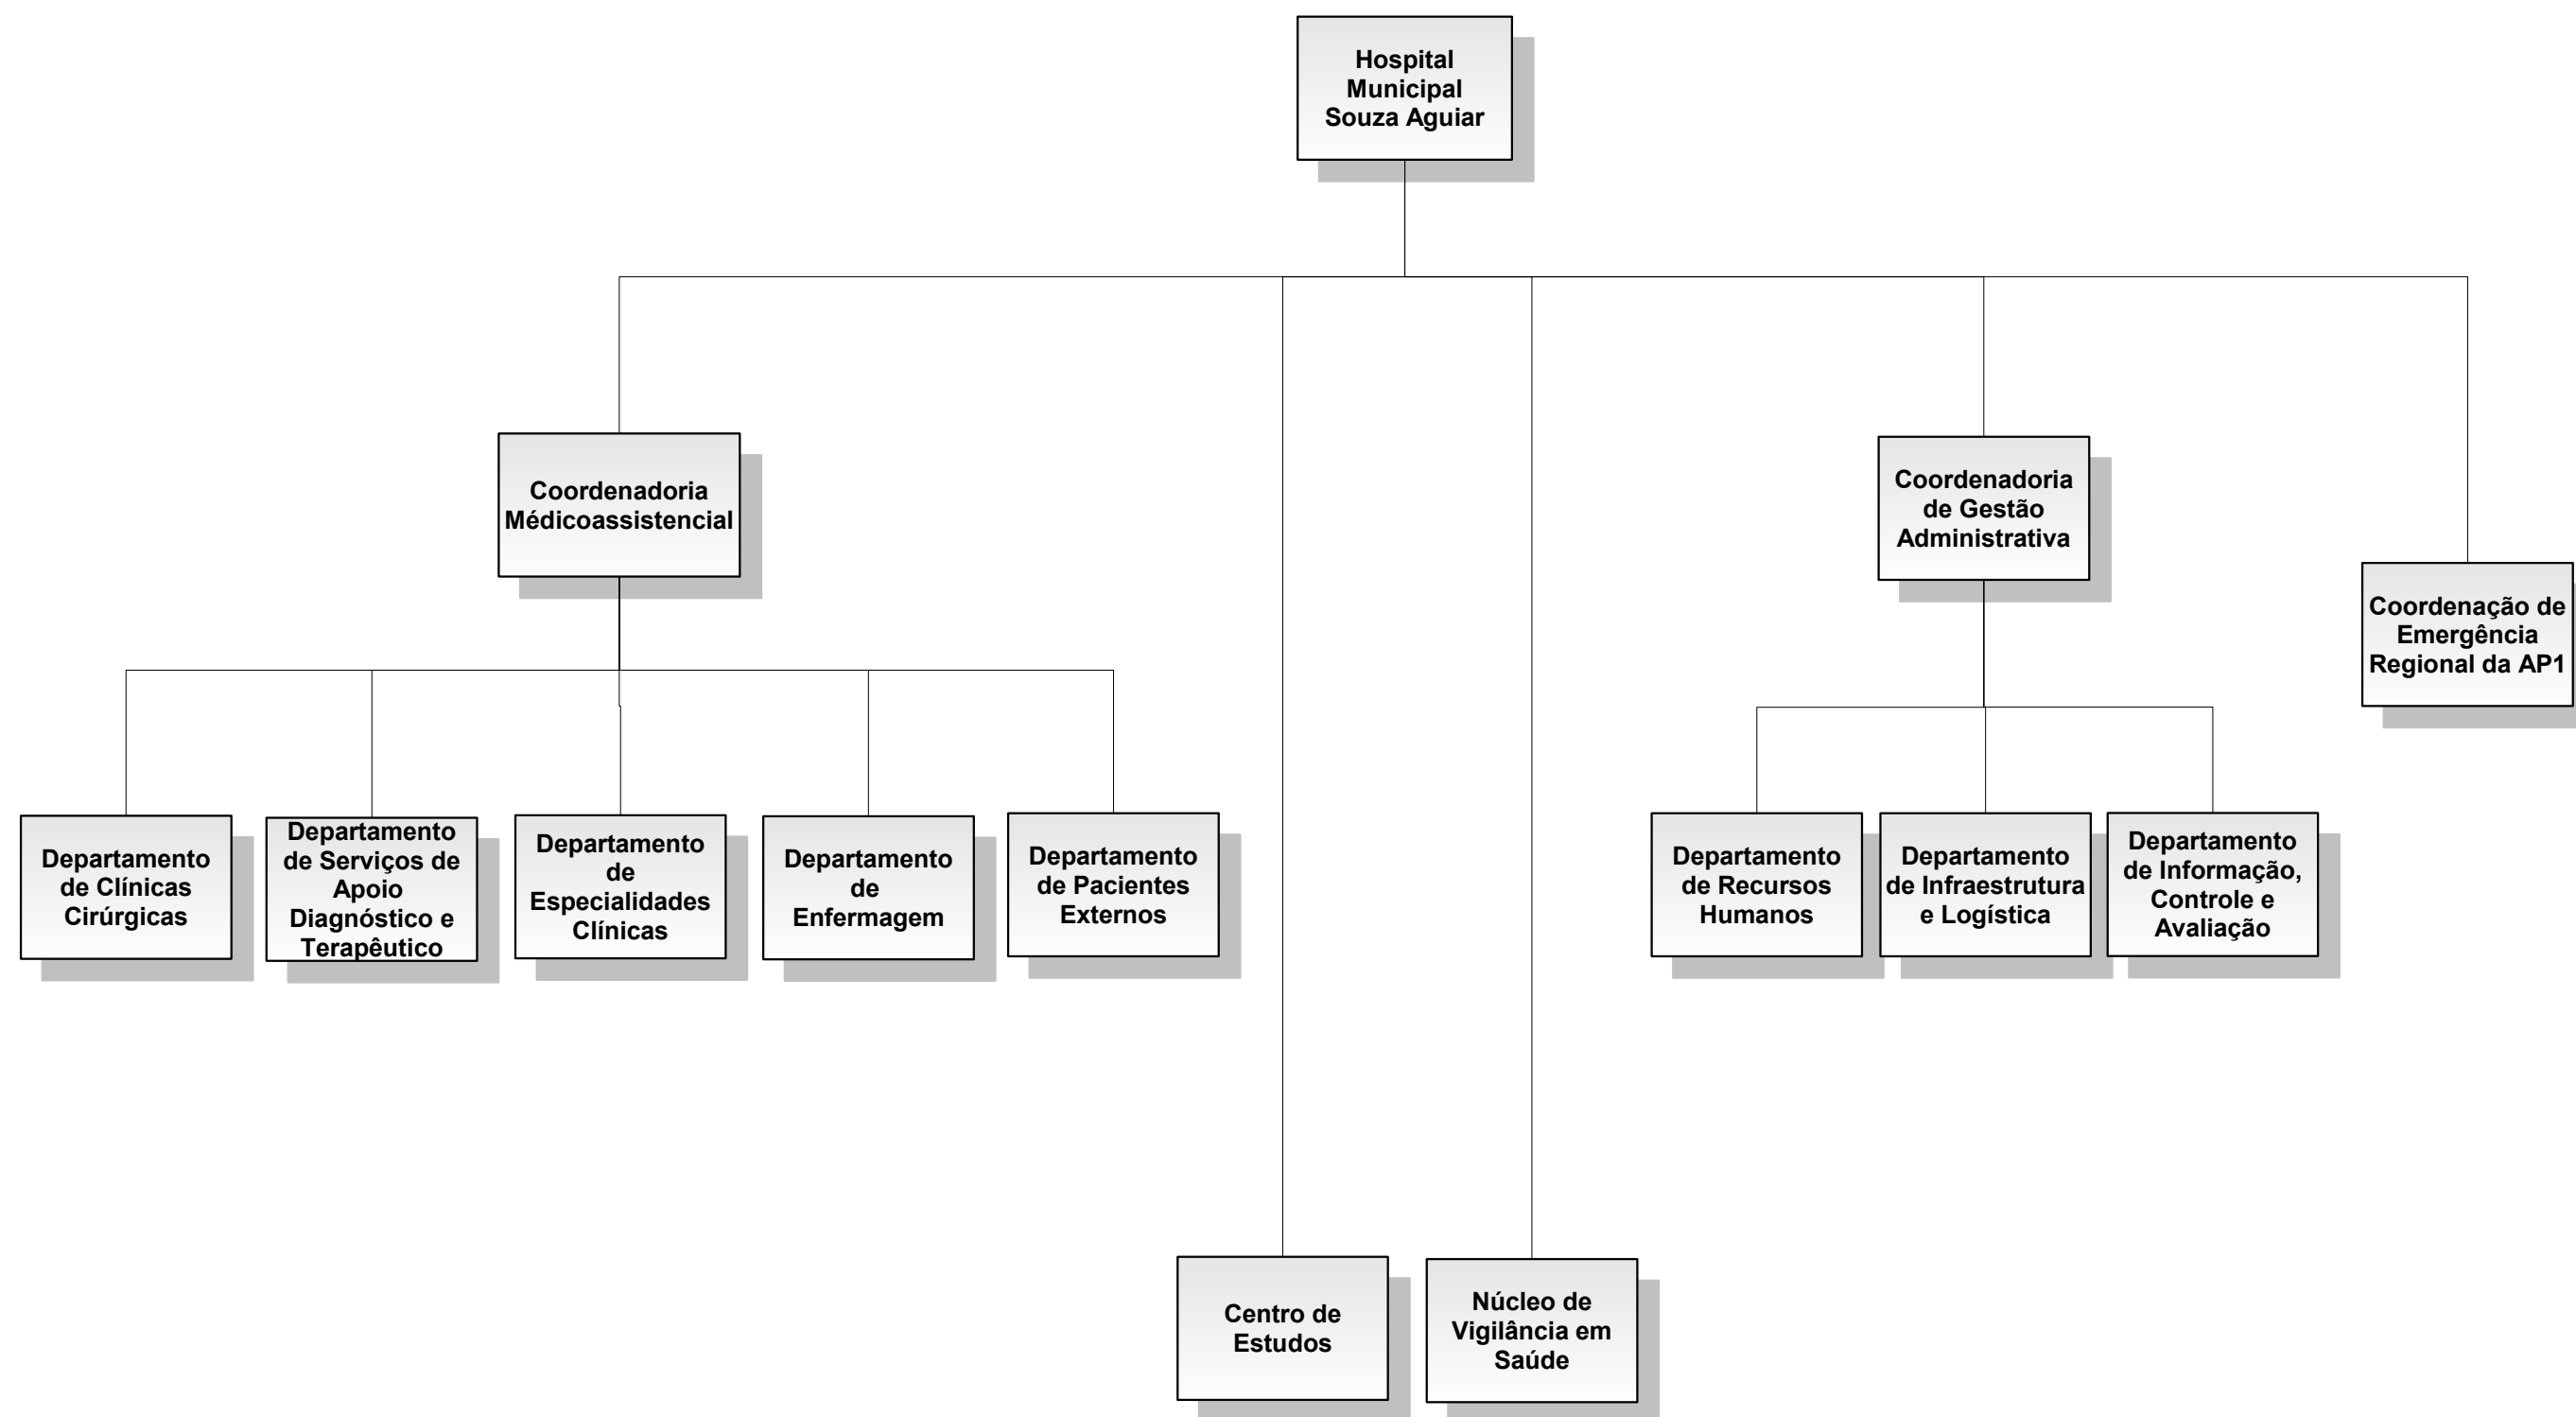 Hospital
Municipal
Souza Aguiar
Coordenadoria
Médicoassistencial
Coordenadoria
de Gestão
Administrativa
Coordenação de
Emergência
Regional da AP1
Departamento
de Clínicas
Cirúrgicas
Departamento
de Serviços de
Apoio
Diagnóstico e
Terapêutico
Departamento
de
Especialidades
Clínicas
Departamento
de
Enfermagem
Departamento
de Pacientes
Externos
Departamento
de Recursos
Humanos
Departamento
de Infraestrutura
e Logística
Departamento
de Informação,
Controle e
Avaliação
Centro de
Estudos
Núcleo de
Vigilância em
Saúde